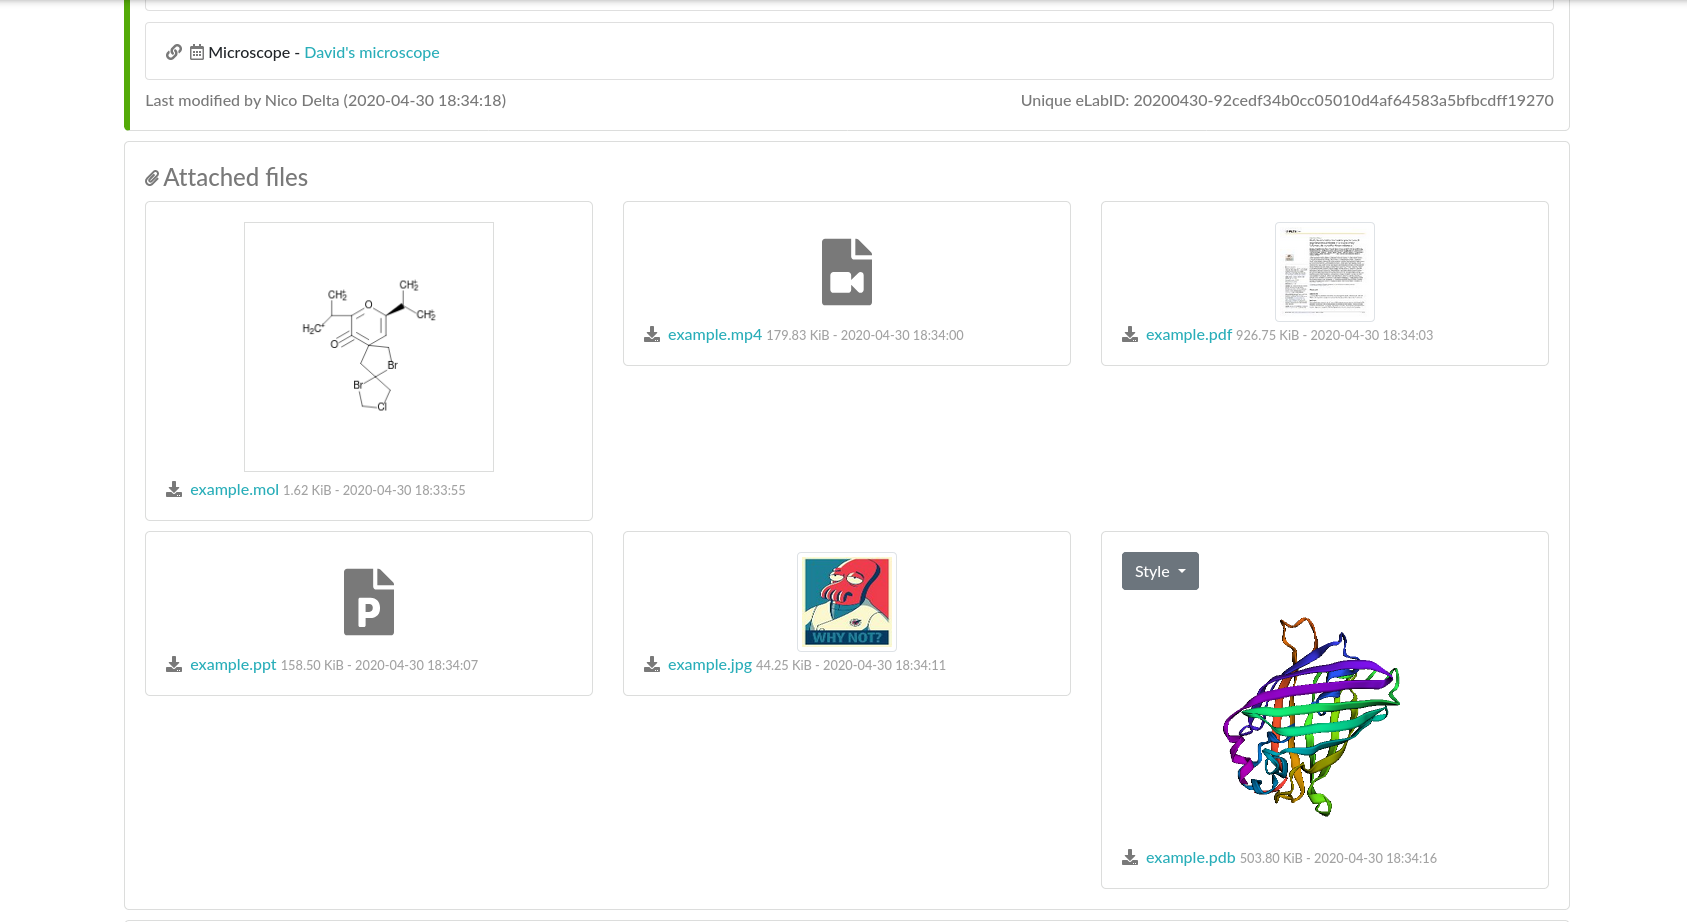 Microscope - David's microscope
Last modified by Nico Delta (2020-04-30 18:34:18)
Unique eLabID: 20200430-92cedf34b0cc05010d4af64583a5bfbcdff19270
Attached files
CH2
CH2
O
H2C
CH2
O
Br
Br
Cl
example.mol 1.62 KiB - 2020-04-30 18:33:55
example.mp4 179.83 KiB - 2020-04-30 18:34:00
example.pdf 926.75 KiB - 2020-04-30 18:34:03
P
example.ppt 158.50 KiB - 2020-04-30 18:34:07
WHY NOT?
example.jpg 44.25 KiB - 2020-04-30 18:34:11
Style
example.pdb 503.80 KiB - 2020-04-30 18:34:16